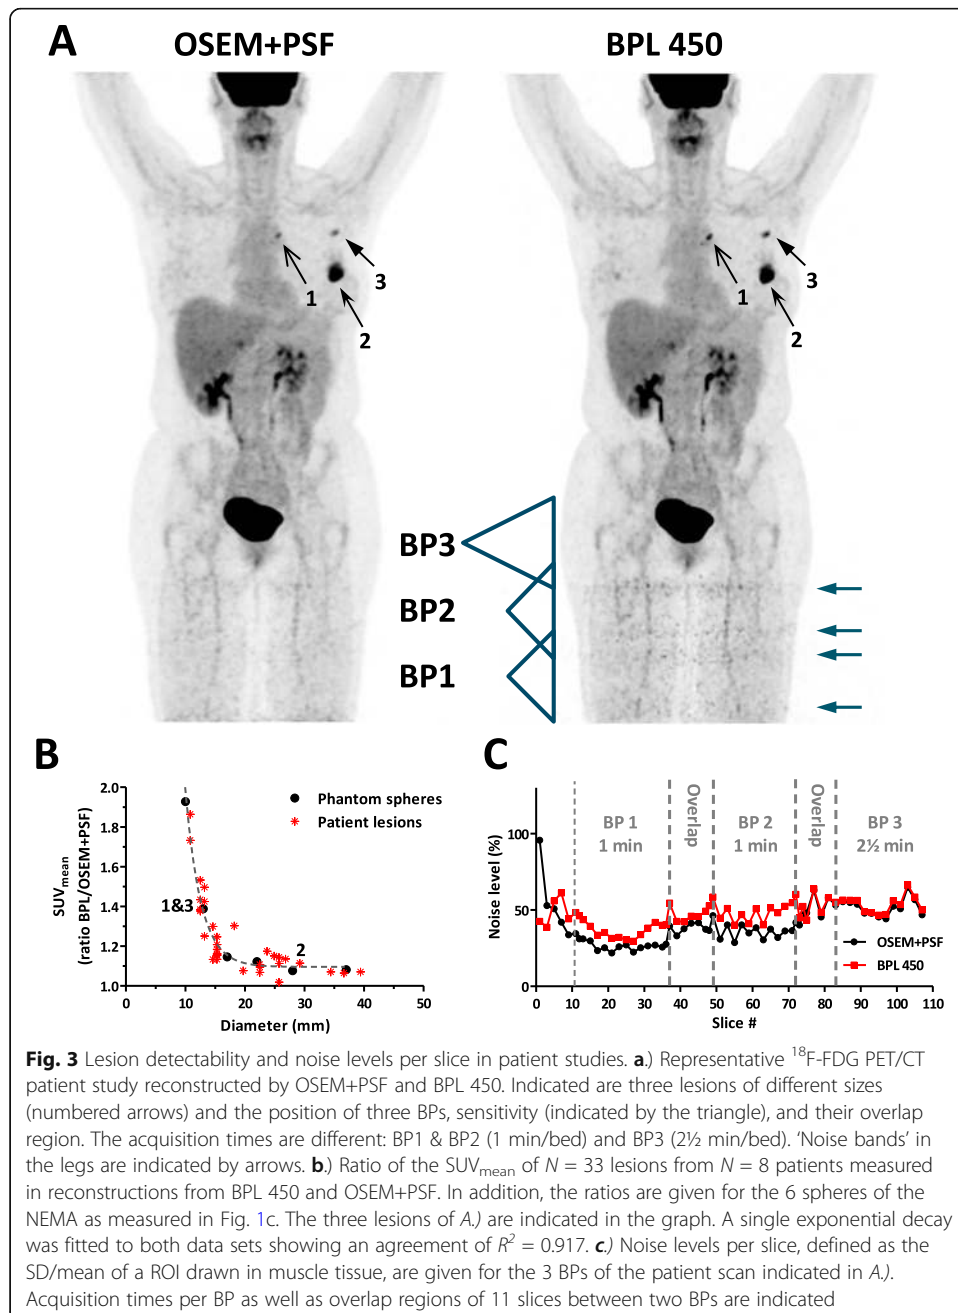 A
OSEM+PSF
BPL 450
1
2
3
1
2
3
BP3
BP2
BP1
B
SUVmean
(ratio BPL/OSEM+PSF)
2.0
1.8
1.6
1.4
1.2
1.0
Phantom spheres
Patient lesions
1&3
2
0
10
20
30
40
50
Diameter (mm)
C
Noise level (%)
100
50
0
BP 1
1 min
Overlap
BP 2
1 min
Overlap
BP 3
2½ min
OSEM+PSF
BPL 450
0
10
20
30
40
50
60
70
80
90
100
110
Slice #
Fig. 3 Lesion detectability and noise levels per slice in patient studies. a.) Representative 18F-FDG PET/CT
patient study reconstructed by OSEM+PSF and BPL 450. Indicated are three lesions of different sizes
(numbered arrows) and the position of three BPs, sensitivity (indicated by the triangle), and their overlap
region. The acquisition times are different: BP1 & BP2 (1 min/bed) and BP3 (2½ min/bed). ‘Noise bands’ in
the legs are indicated by arrows. b.) Ratio of the SUVmean of N = 33 lesions from N = 8 patients measured
in reconstructions from BPL 450 and OSEM+PSF. In addition, the ratios are given for the 6 spheres of the
NEMA as measured in Fig. 1c. The three lesions of A.) are indicated in the graph. A single exponential decay
was fitted to both data sets showing an agreement of R² = 0.917. c.) Noise levels per slice, defined as the
SD/mean of a ROI drawn in muscle tissue, are given for the 3 BPs of the patient scan indicated in A.).
Acquisition times per BP as well as overlap regions of 11 slices between two BPs are indicated